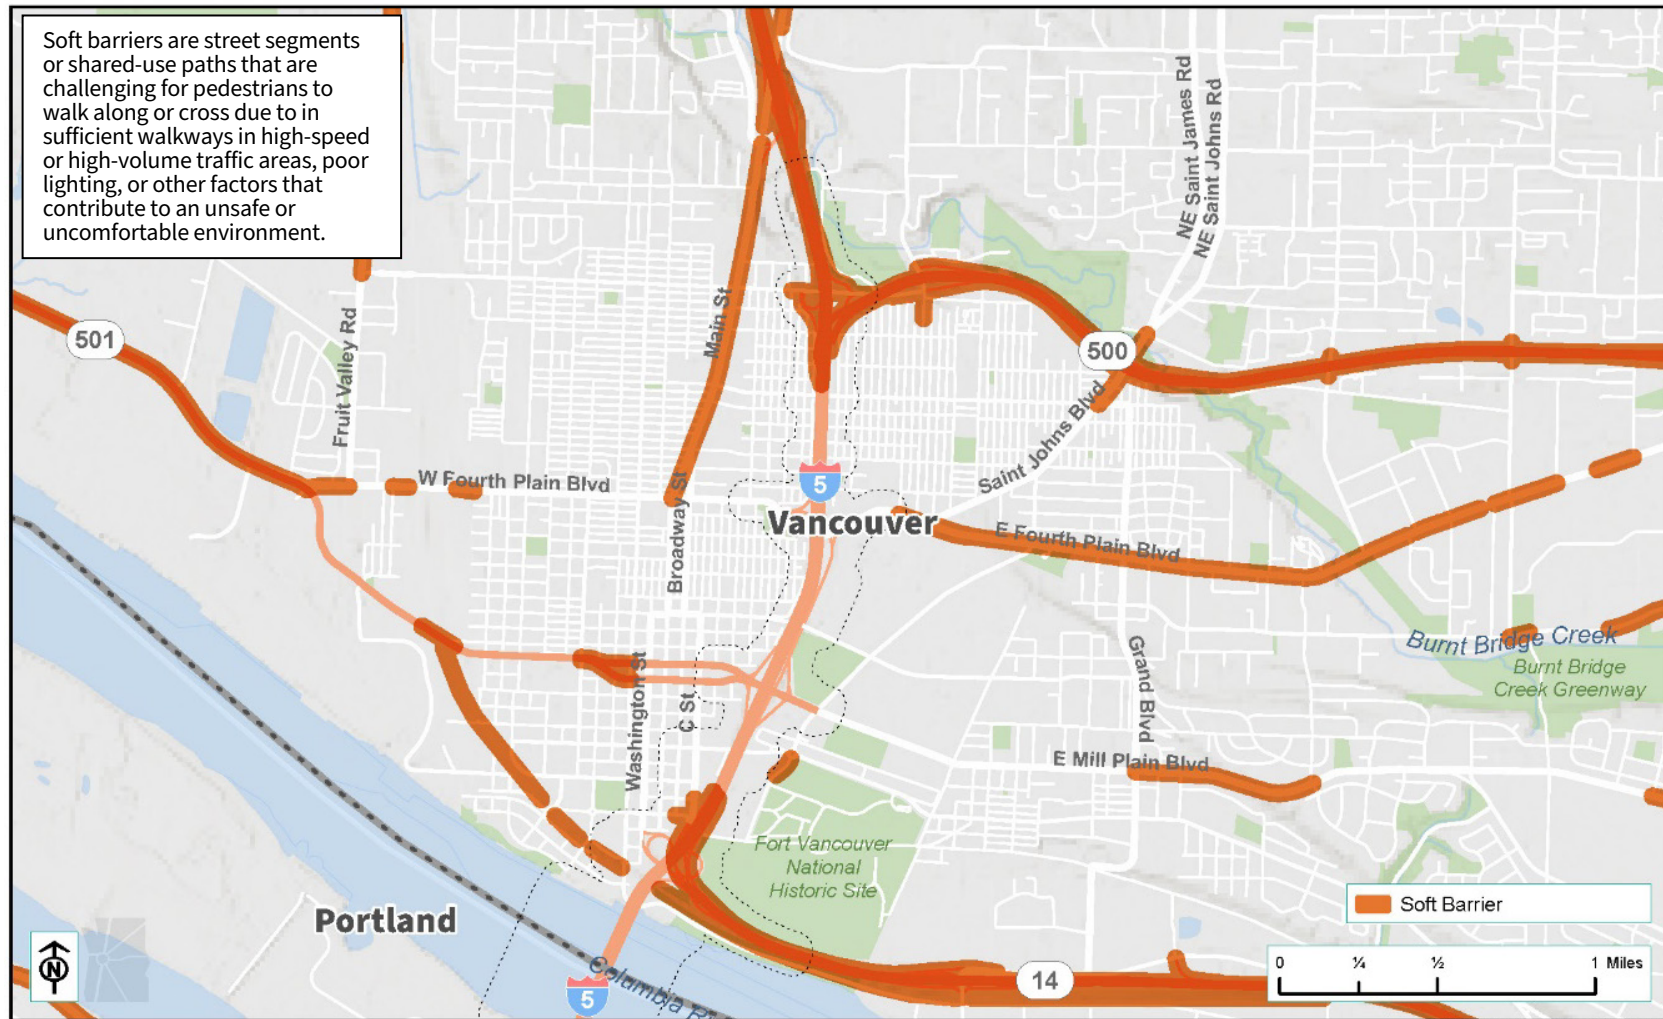 Soft barriers are street segments
or shared-use paths that are
challenging for pedestrians to
walk along or cross due to in
sufficient walkways in high-speed
or high-volume traffic areas, poor
lighting, or other factors that
contribute to an unsafe or
uncomfortable environment.
NE Saint James Rd
NE Saint Johns Rd
501
Fruit Valley Rd
Main St
500
Saint Johns Blvd
W Fourth Plain Blvd
5
Vancouver
Broadway St
E Fourth Plain Blvd
Burnt Bridge Creek
Burnt Bridge
Creek Greenway
Grand Blvd
Washington St
C St
E Mill Plain Blvd
Fort Vancouver
National
Historic Site
Portland
Soft Barrier
N
Columbia
5
14
0 ¼ ½ 1 Miles